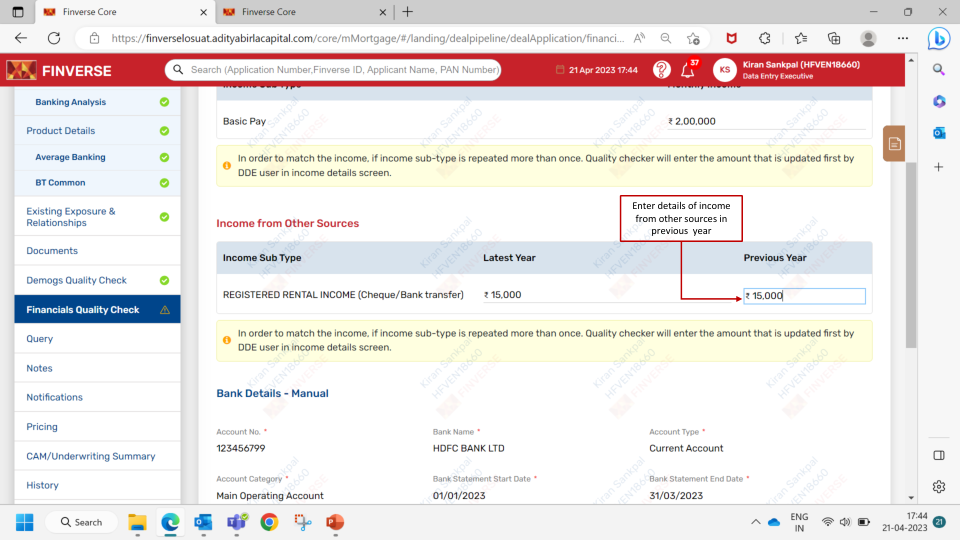 Finverse Core
Finverse Core
https://finverselosuat.adityabirlacapital.com/core/mMortgage/#/landing/dealpipeline/dealApplication/financi...
FINVERSE
Search (Application Number,Finverse ID, Applicant Name, PAN Number)
21 Apr 2023 17:44
37
KS
Kiran Sankpal (HFVEN18660)
Data Entry Executive
Banking Analysis
Product Details
Average Banking
BT Common
Existing Exposure &
Relationships
Documents
Demogs Quality Check
Financials Quality Check
Query
Notes
Notifications
Pricing
CAM/Underwriting Summary
History
Income Sub Type
Monthly Income
Basic Pay
₹ 2,00,000
In order to match the income, if income sub-type is repeated more than once. Quality checker will enter the amount that is updated first by
DDE user in income details screen.
Enter details of income
from other sources in
previous year
Income from Other Sources
Income Sub Type
Latest Year
Previous Year
REGISTERED RENTAL INCOME (Cheque/Bank transfer)
₹ 15,000
₹ 15,000
In order to match the income, if income sub-type is repeated more than once. Quality checker will enter the amount that is updated first by
DDE user in income details screen.
Bank Details - Manual
Account No. *
Bank Name *
Account Type *
123456799
HDFC BANK LTD
Current Account
Account Category *
Bank Statement Start Date *
Bank Statement End Date *
Main Operating Account
01/01/2023
31/03/2023
Kiran Sankpal
HFVEN18660
FINVERSE
Search
ENG
IN
17:44
21-04-2023
21